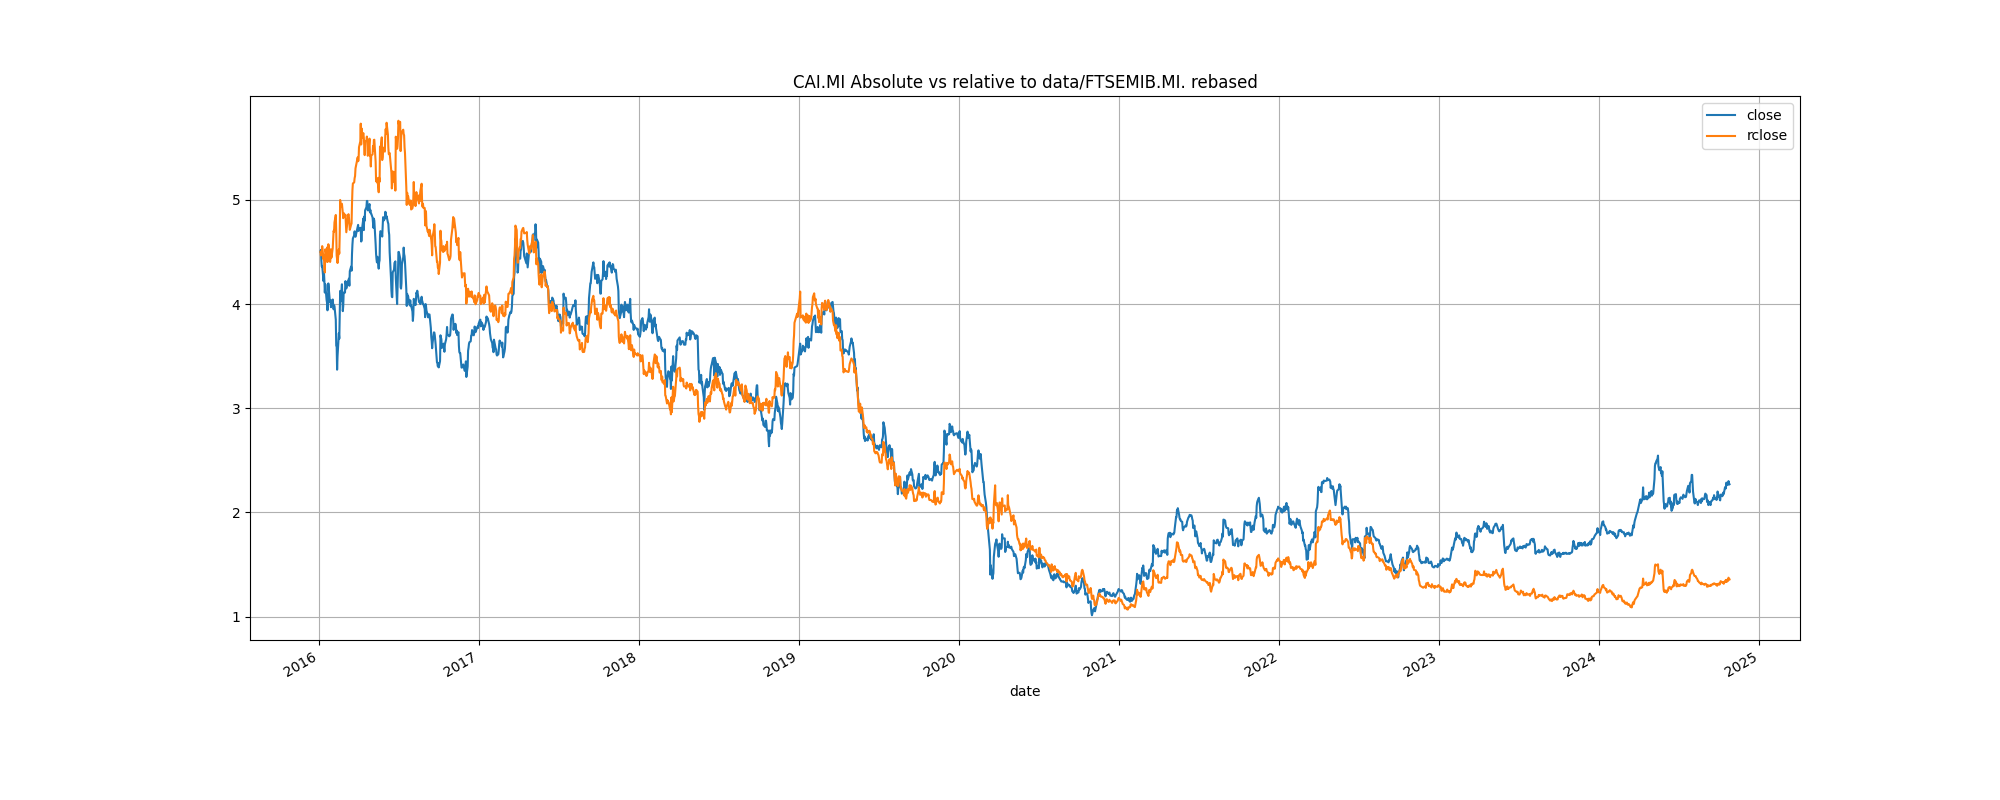 CAI.MI Absolute vs relative to data/FTSEMIB.MI. rebased
close
rclose
5
4
3
2
1
2016 2017 2018 2019 2020 2021 2022 2023 2024 2025
date